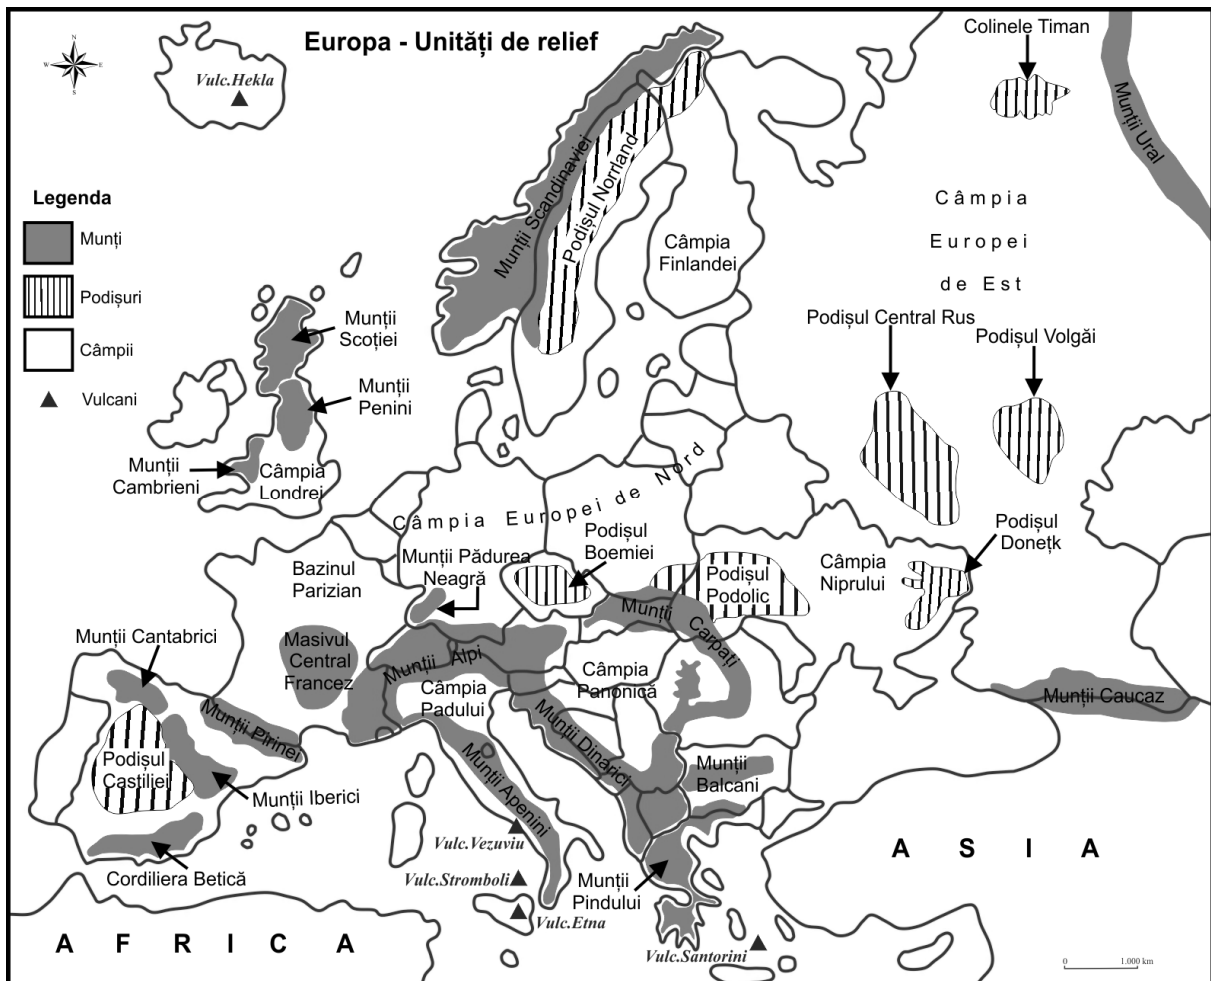 Europa - Unități de relief
Colinele Timan
N
W
E
S
Vulc.Hekla
Munții Ural
Legenda
Munți
Podișuri
Câmpii
Vulcani
Munții Scandinaviei
Podișul Norrland
Câmpia
Finlandei
Câmpia
Europei
de Est
Podișul Central Rus
Podișul Volgăi
Munții
Scoției
Munții
Penini
Munții
Cambrieni
Câmpia
Londrei
Câmpia Europei de Nord
Podișul
Boemiei
Podișul
Donețk
Bazinul
Parizian
Munții Pădurea
Neagră
Câmpia
Niprului
Podișul
Podolic
Munții Carpați
Munții Cantabrici
Masivul
Central
Francez
Munții Alpi
Câmpia
Panonică
Câmpia
Padului
Munții Caucaz
Munții Pirinei
Munții Dinarici
Podișul
Castiliei
Munții
Balcani
Munții Iberici
Munții Apenini
Vulc.Vezuviu
A S I A
Cordiliera Betică
Vulc.Stromboli
Munții
Pindului
Vulc.Etna
A F R I C A
Vulc.Santorini
0 1.000 km